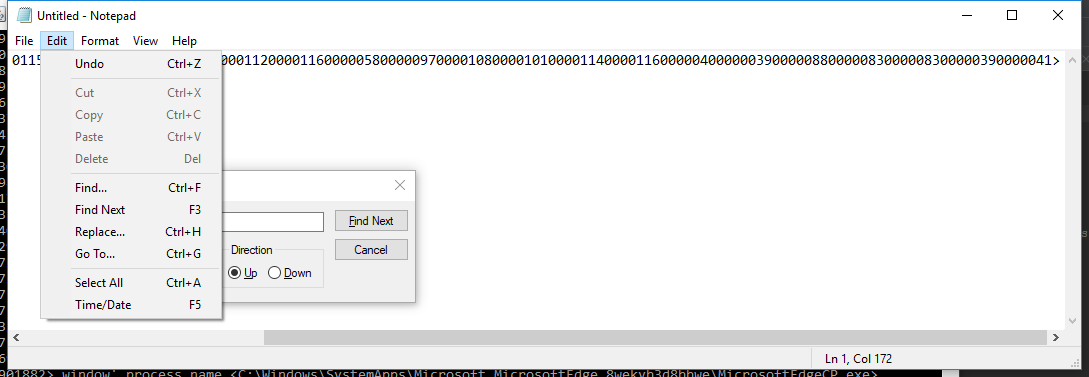 Untitled - Notepad
File Edit Format View Help
0115
00011200001160000058000009700001080000101000011400001160000040000003900000880000083000008300000390000041>
Undo Ctrl+Z
Cut Ctrl+X
Copy Ctrl+C
Paste Ctrl+V
Delete Del
Find... Ctrl+F
Find Next F3
Replace... Ctrl+H
Go To... Ctrl+G
Select All Ctrl+A
Time/Date F5
Find Next
Cancel
Direction
Up Down
Ln 1, Col 172
001882> window' process name <C:\Windows\SystemApps\Microsoft.MicrosoftEdge_8wekyb3d8bbwe\MicrosoftEdgeCP.exe>